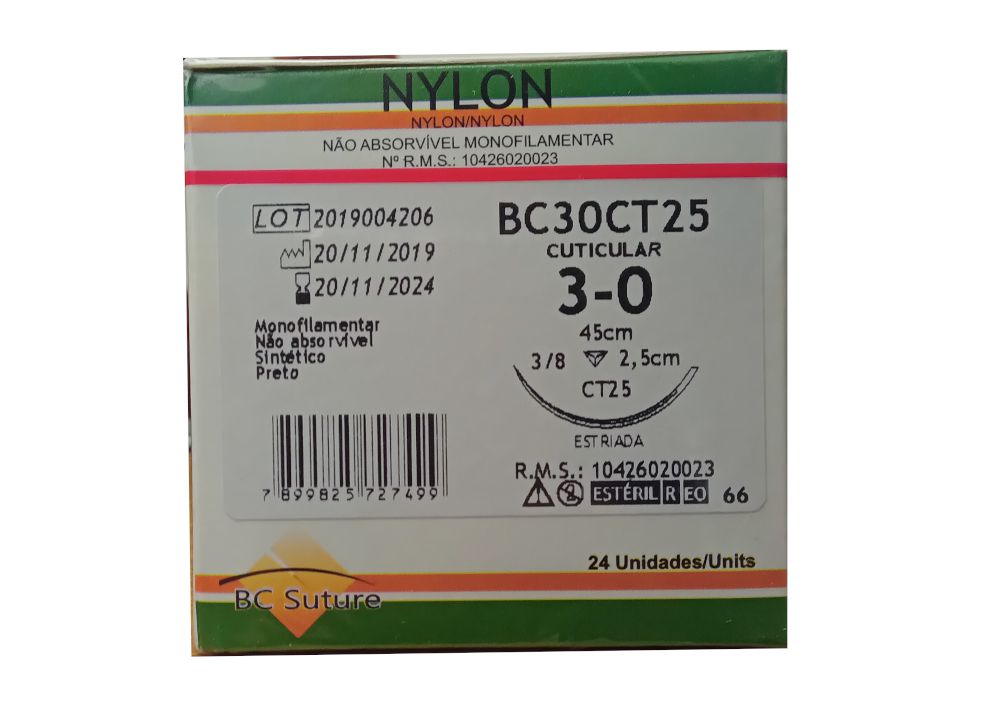 NYLON
NYLON/NYLON
NÃO ABSORVÍVEL MONOFILAMENTAR
Nº R.M.S.: 10426020023
LOT 2019004206
20/11/2019
20/11/2024
Monofilamentar
Não absorvível
Sintético
Preto
7 899825 727499
BC30CT25
CUTICULAR
3-0
45cm
3/8 2,5cm
CT25
ESTRIADA
R.M.S.: 10426020023
2 ESTÉRIL R EO 66
24 Unidades/Units
BC Suture